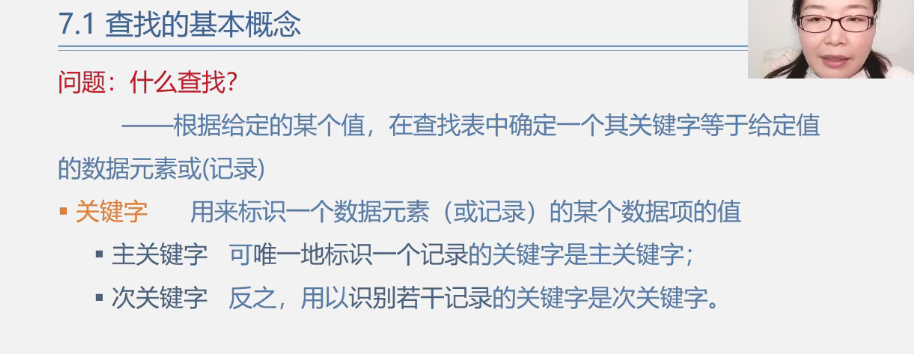 7.1 查找的基本概念
问题：什么查找？
——根据给定的某个值，在查找表中确定一个其关键字等于给定值
的数据元素或(记录)
▪ 关键字 用来标识一个数据元素（或记录）的某个数据项的值
▪ 主关键字 可唯一地标识一个记录的关键字是主关键字；
▪ 次关键字 反之，用以识别若干记录的关键字是次关键字。